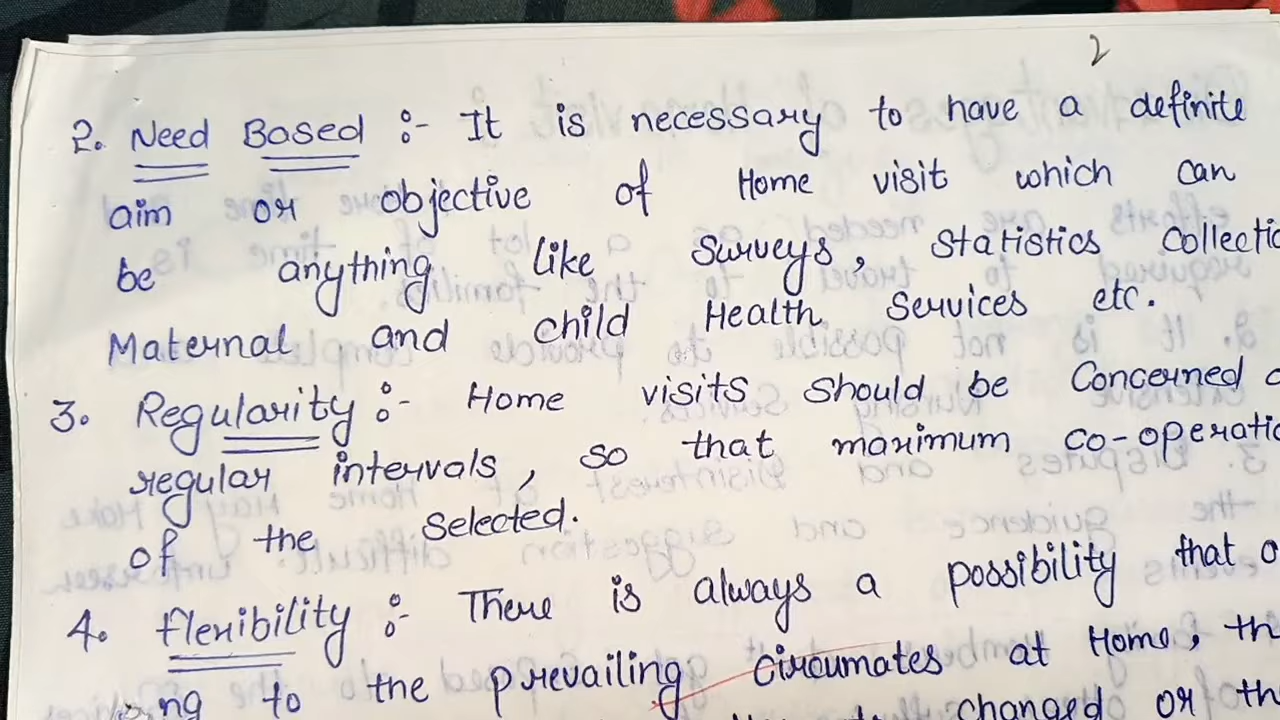 2
2. Need Based :- It is necessary to have a definite
aim or objective of Home visit which can
be anything like Surveys, Statistics Collectio
Maternal and child Health Services etc.
3. Regularity :- Home visits should be Concerned
regular intervals, so that maximum co-operatio
of the Selected.
4. flexibility :- There is always a possibility that
ng to the prevailing circumates at Home, th
changed or th